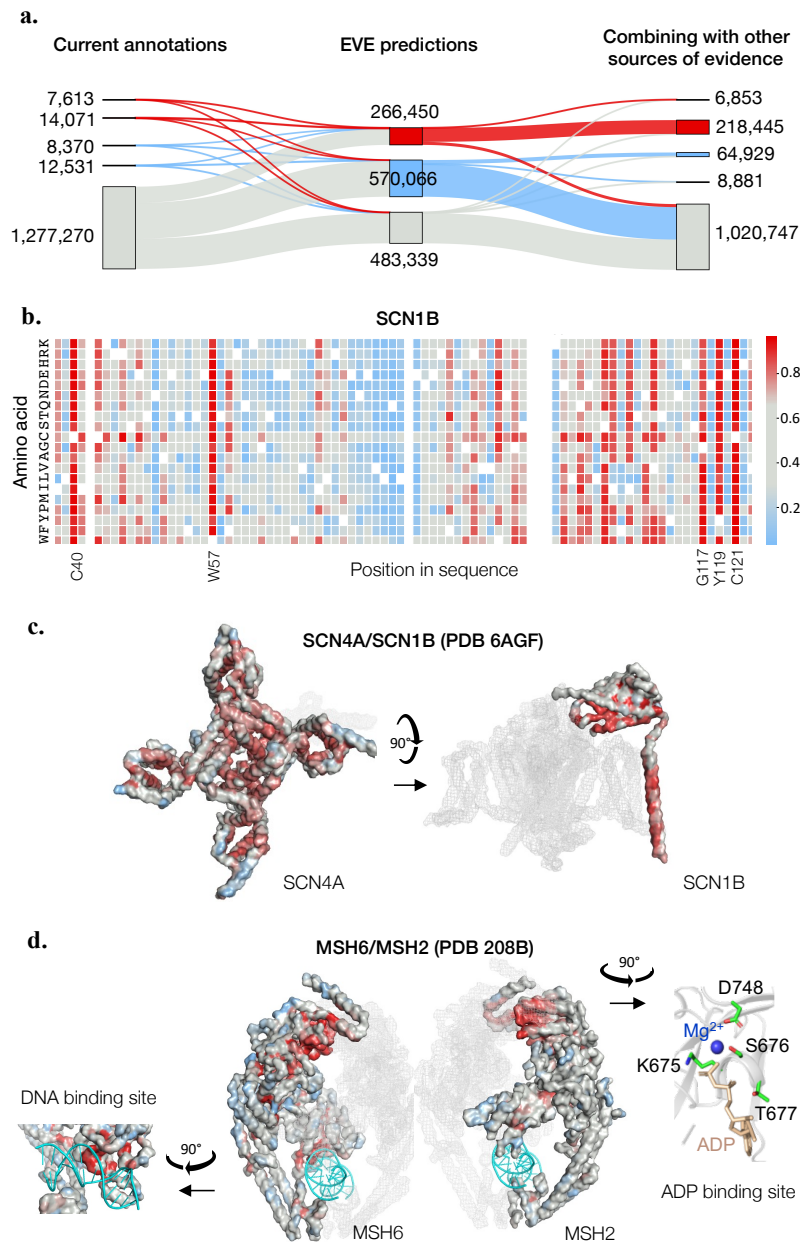 a.
Current annotations
EVE predictions
Combining with other
sources of evidence
7,613
14,071
8,370
12,531
1,277,270
266,450
570,066
483,339
6,853
218,445
64,929
8,881
1,020,747
b.
SCN1B
Amino acid
WFYPMILVAGCSTQNDEHRK
C40
W57
Position in sequence
G117
Y119
C121
0.8
0.6
0.4
0.2
c.
SCN4A/SCN1B (PDB 6AGF)
90°
SCN4A
SCN1B
d.
MSH6/MSH2 (PDB 208B)
90°
D748
Mg²⁺
S676
K675
T677
ADP
ADP binding site
DNA binding site
90°
MSH6
MSH2